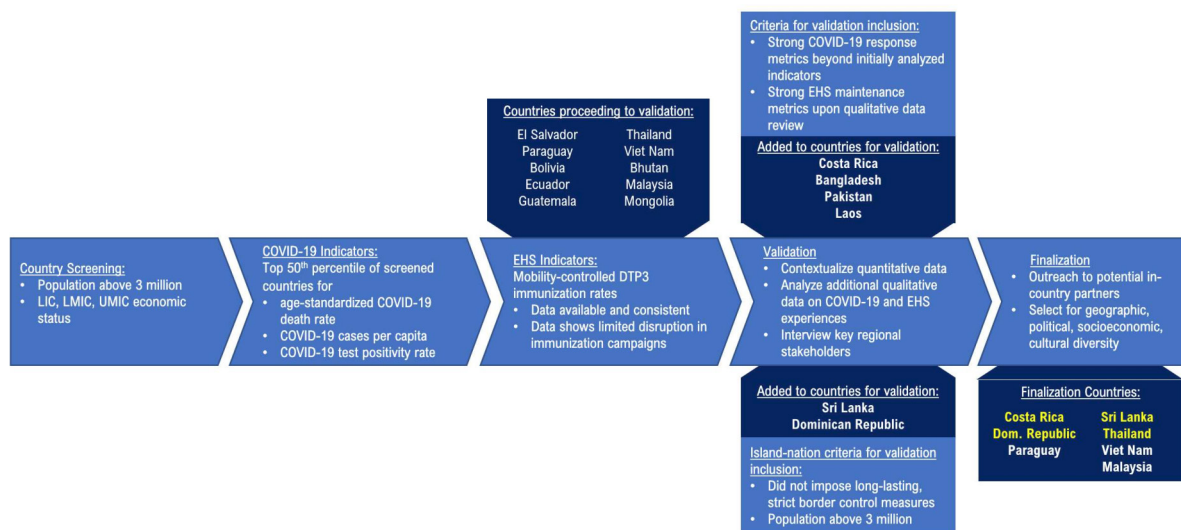 Criteria for validation inclusion:
• Strong COVID-19 response
metrics beyond initially analyzed
indicators
• Strong EHS maintenance
metrics upon qualitative data
review
Countries proceeding to validation:
El Salvador Thailand
Paraguay Viet Nam
Bolivia Bhutan
Ecuador Malaysia
Guatemala Mongolia
Added to countries for validation:
Costa Rica
Bangladesh
Pakistan
Laos
Country Screening:
• Population above 3 million
• LIC, LMIC, UMIC economic
status
COVID-19 Indicators:
Top 50th percentile of screened
countries for
• age-standardized COVID-19
death rate
• COVID-19 cases per capita
• COVID-19 test positivity rate
EHS Indicators:
Mobility-controlled DTP3
immunization rates
• Data available and consistent
• Data shows limited disruption in
immunization campaigns
Validation
• Contextualize quantitative data
• Analyze additional qualitative
data on COVID-19 and EHS
experiences
• Interview key regional
stakeholders
Finalization
• Outreach to potential in-
country partners
• Select for geographic,
political, socioeconomic,
cultural diversity
Added to countries for validation:
Sri Lanka
Dominican Republic
Island-nation criteria for validation
inclusion:
• Did not impose long-lasting,
strict border control measures
• Population above 3 million
Finalization Countries:
Costa Rica Sri Lanka
Dom. Republic Thailand
Paraguay Viet Nam
Malaysia